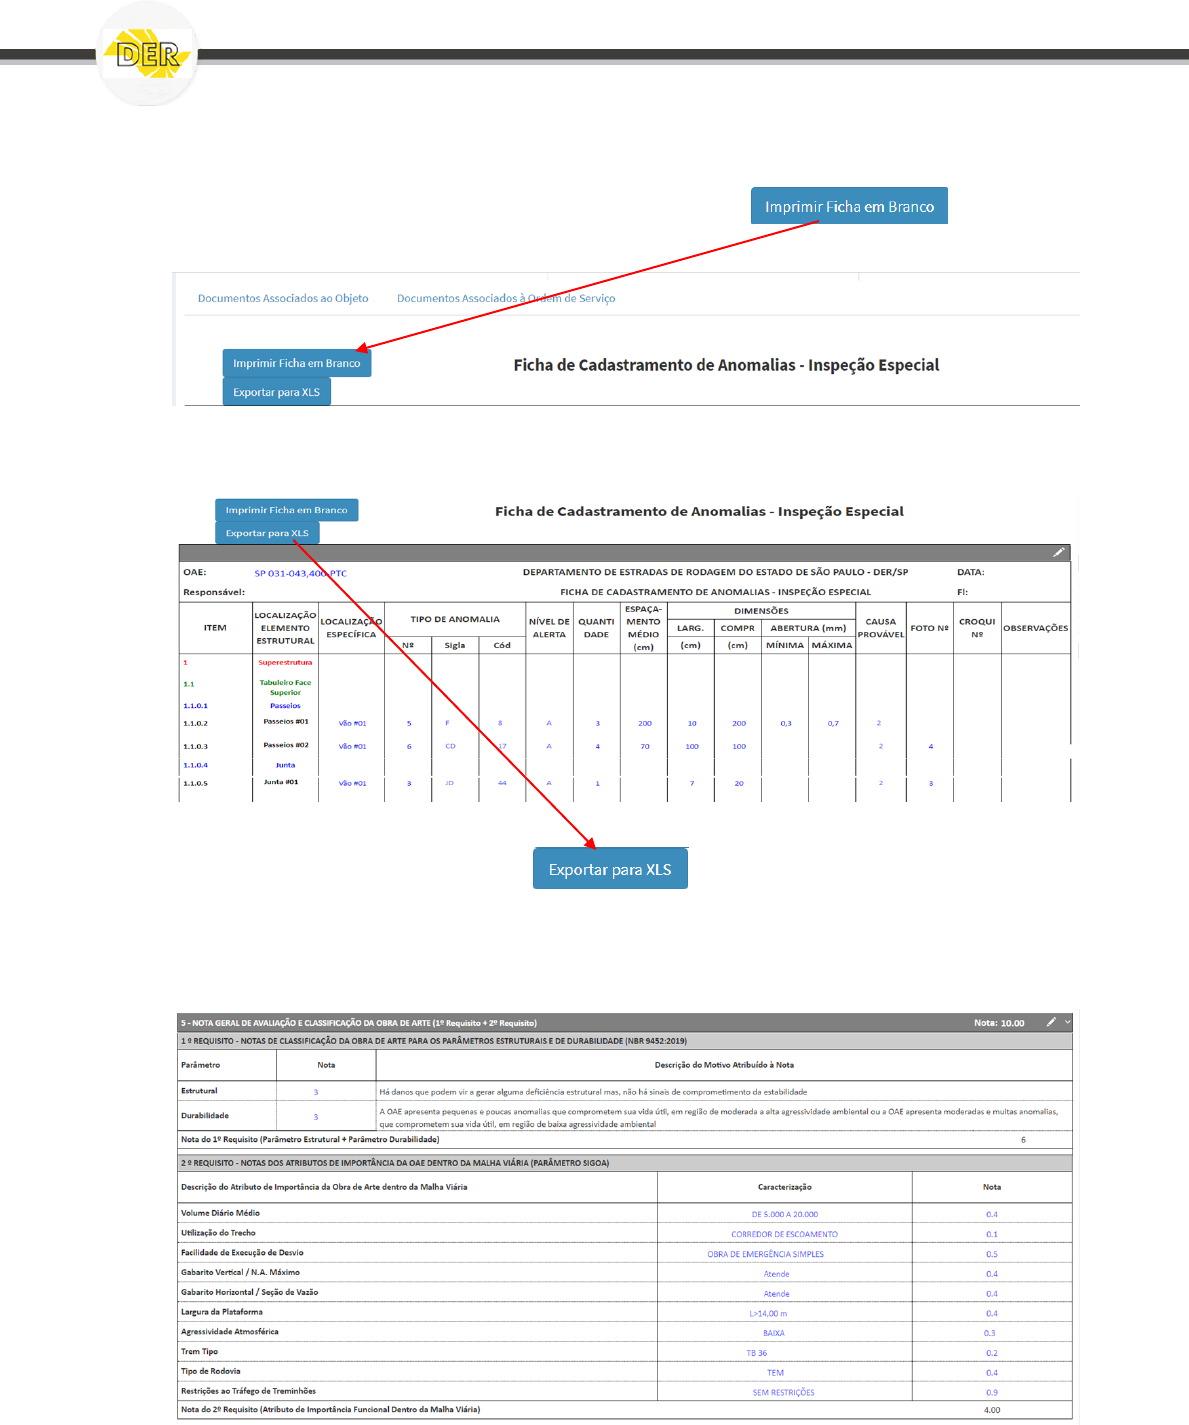 DER
Imprimir Ficha em Branco
Documentos Associados ao Objeto Documentos Associados à Ordem de Serviço
Imprimir Ficha em Branco
Ficha de Cadastramento de Anomalias - Inspeção Especial
Exportar para XLS
Imprimir Ficha em Branco
Ficha de Cadastramento de Anomalias - Inspeção Especial
Exportar para XLS
OAE: SP 031-043,400-PTC DEPARTAMENTO DE ESTRADAS DE RODAGEM DO ESTADO DE SÃO PAULO - DER/SP DATA:
Responsável: FICHA DE CADASTRAMENTO DE ANOMALIAS - INSPEÇÃO ESPECIAL Fl:
ITEM LOCALIZAÇÃO ELEMENTO ESTRUTURAL LOCALIZAÇÃO ESPECÍFICA TIPO DE ANOMALIA NÍVEL DE ALERTA QUANTI DADE ESPAÇA- MENTO MÉDIO (cm) DIMENSÕES CAUSA PROVÁVEL FOTO Nº CROQUI Nº OBSERVAÇÕES
LARG. COMPR ABERTURA (mm)
Nº Sigla Cód (cm) (cm) MÍNIMA MÁXIMA
1 Superestrutura
1.1 Tabuleiro Face Superior
1.1.0.1 Passeios
1.1.0.2 Passeios #01 Vão #01 5 F 8 A 3 200 10 200 0,3 0,7 2
1.1.0.3 Passeios #02 Vão #01 6 CD 17 A 4 70 100 100 2 4
1.1.0.4 Junta
1.1.0.5 Junta #01 Vão #01 3 JD 44 A 1 7 20 2 3
Exportar para XLS
5 - NOTA GERAL DE AVALIAÇÃO E CLASSIFICAÇÃO DA OBRA DE ARTE (1º Requisito + 2º Requisito) Nota: 10.00
1 º REQUISITO - NOTAS DE CLASSIFICAÇÃO DA OBRA DE ARTE PARA OS PARÂMETROS ESTRUTURAIS E DE DURABILIDADE (NBR 9452:2019)
Parâmetro Nota Descrição do Motivo Atribuído à Nota
Estrutural 3 Há danos que podem vir a gerar alguma deficiência estrutural mas, não há sinais de comprometimento da estabilidade
Durabilidade 3 A OAE apresenta pequenas e poucas anomalias que comprometem sua vida útil, em região de moderada a alta agressividade ambiental ou a OAE apresenta moderadas e muitas anomalias,
que comprometem sua vida útil, em região de baixa agressividade ambiental
Nota do 1º Requisito (Parâmetro Estrutural + Parâmetro Durabilidade) 6
2 º REQUISITO - NOTAS DOS ATRIBUTOS DE IMPORTÂNCIA DA OAE DENTRO DA MALHA VIÁRIA (PARÂMETRO SIGOA)
Descrição do Atributo de Importância da Obra de Arte dentro da Malha Viária Caracterização Nota
Volume Diário Médio DE 5.000 A 20.000 0.4
Utilização do Trecho CORREDOR DE ESCOAMENTO 0.1
Facilidade de Execução de Desvio OBRA DE EMERGÊNCIA SIMPLES 0.5
Gabarito Vertical / N.A. Máximo Atende 0.4
Gabarito Horizontal / Seção de Vazão Atende 0.4
Largura da Plataforma L>14,00 m 0.4
Agressividade Atmosférica BAIXA 0.3
Trem Tipo TB 36 0.2
Tipo de Rodovia TEM 0.4
Restrições ao Tráfego de Treminhões SEM RESTRIÇÕES 0.9
Nota do 2º Requisito (Atributo de Importância Funcional Dentro da Malha Viária) 4.00